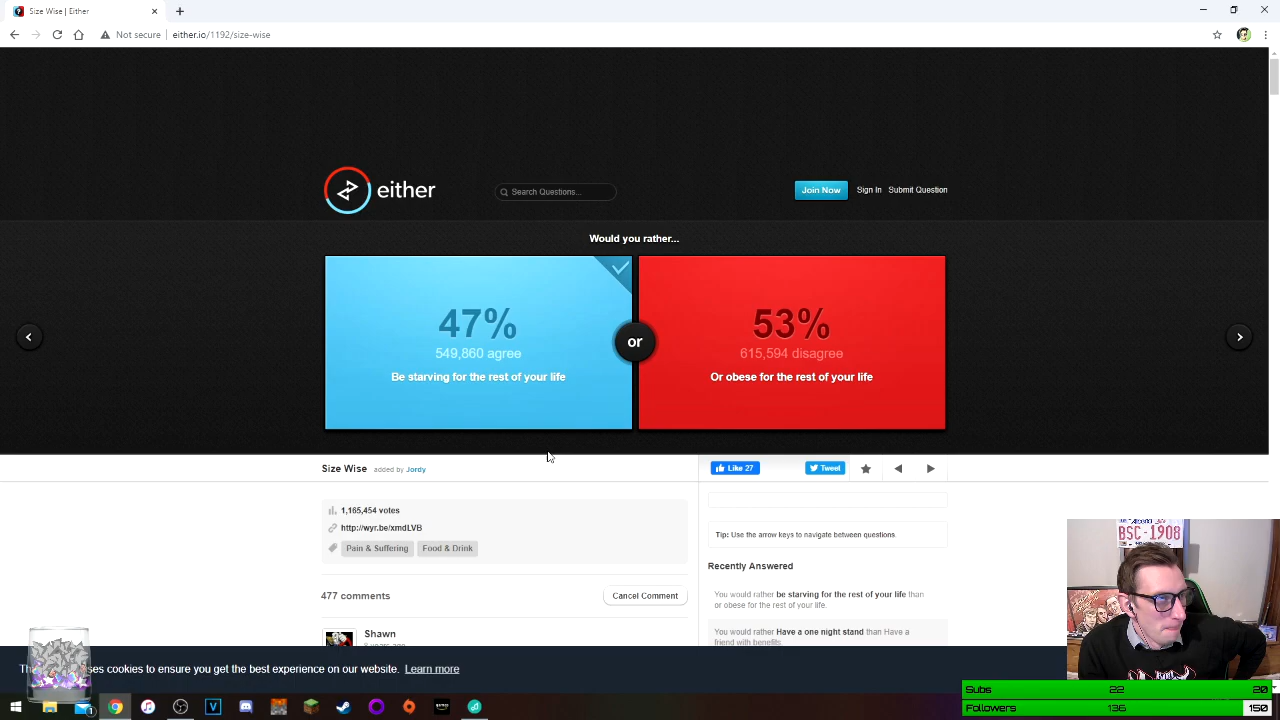 Size Wise | Either
Not secure | either.io/1192/size-wise
either
Search Questions...
Join Now
Sign In
Submit Question
Would you rather...
47%
549,860 agree
Be starving for the rest of your life
or
53%
615,594 disagree
Or obese for the rest of your life
Size Wise added by Jordy
Like 27
Tweet
1,165,454 votes
http://wyr.be/xmdLVB
Pain & Suffering
Food & Drink
Tip: Use the arrow keys to navigate between questions.
Recently Answered
You would rather be starving for the rest of your life than
or obese for the rest of your life.
You would rather Have a one night stand than Have a
friend with benefits.
477 comments
Cancel Comment
Shawn
Th
ses cookies to ensure you get the best experience on our website. Learn more
BSC 1908
Subs 22 20
Followers 136 150